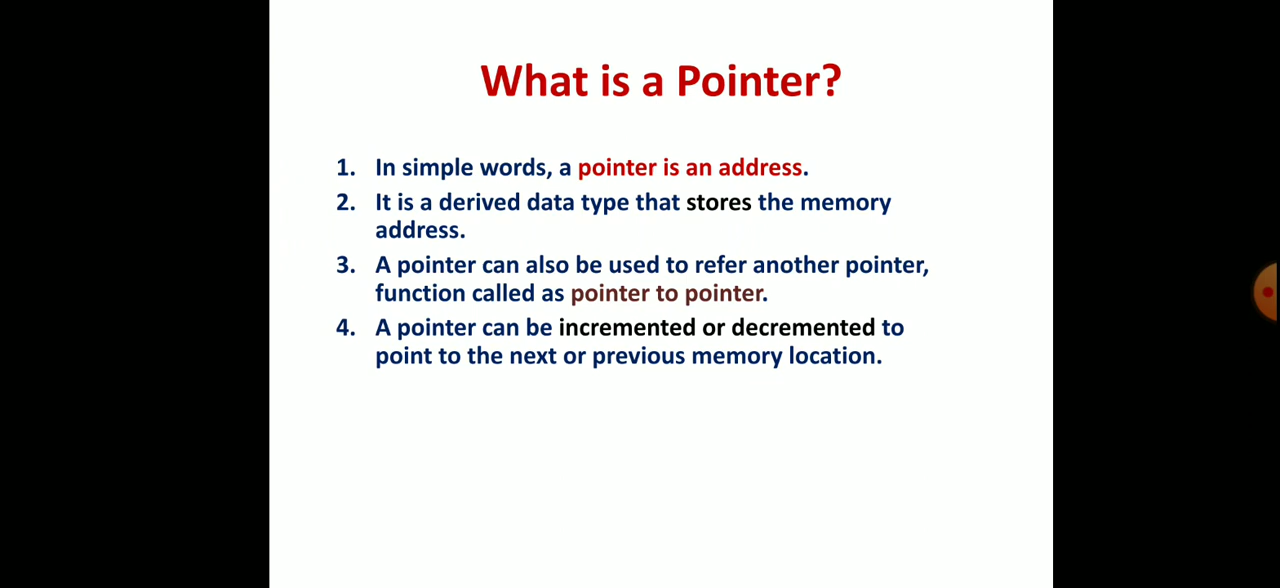 What is a Pointer?
1. In simple words, a pointer is an address.
2. It is a derived data type that stores the memory
address.
3. A pointer can also be used to refer another pointer,
function called as pointer to pointer.
4. A pointer can be incremented or decremented to
point to the next or previous memory location.